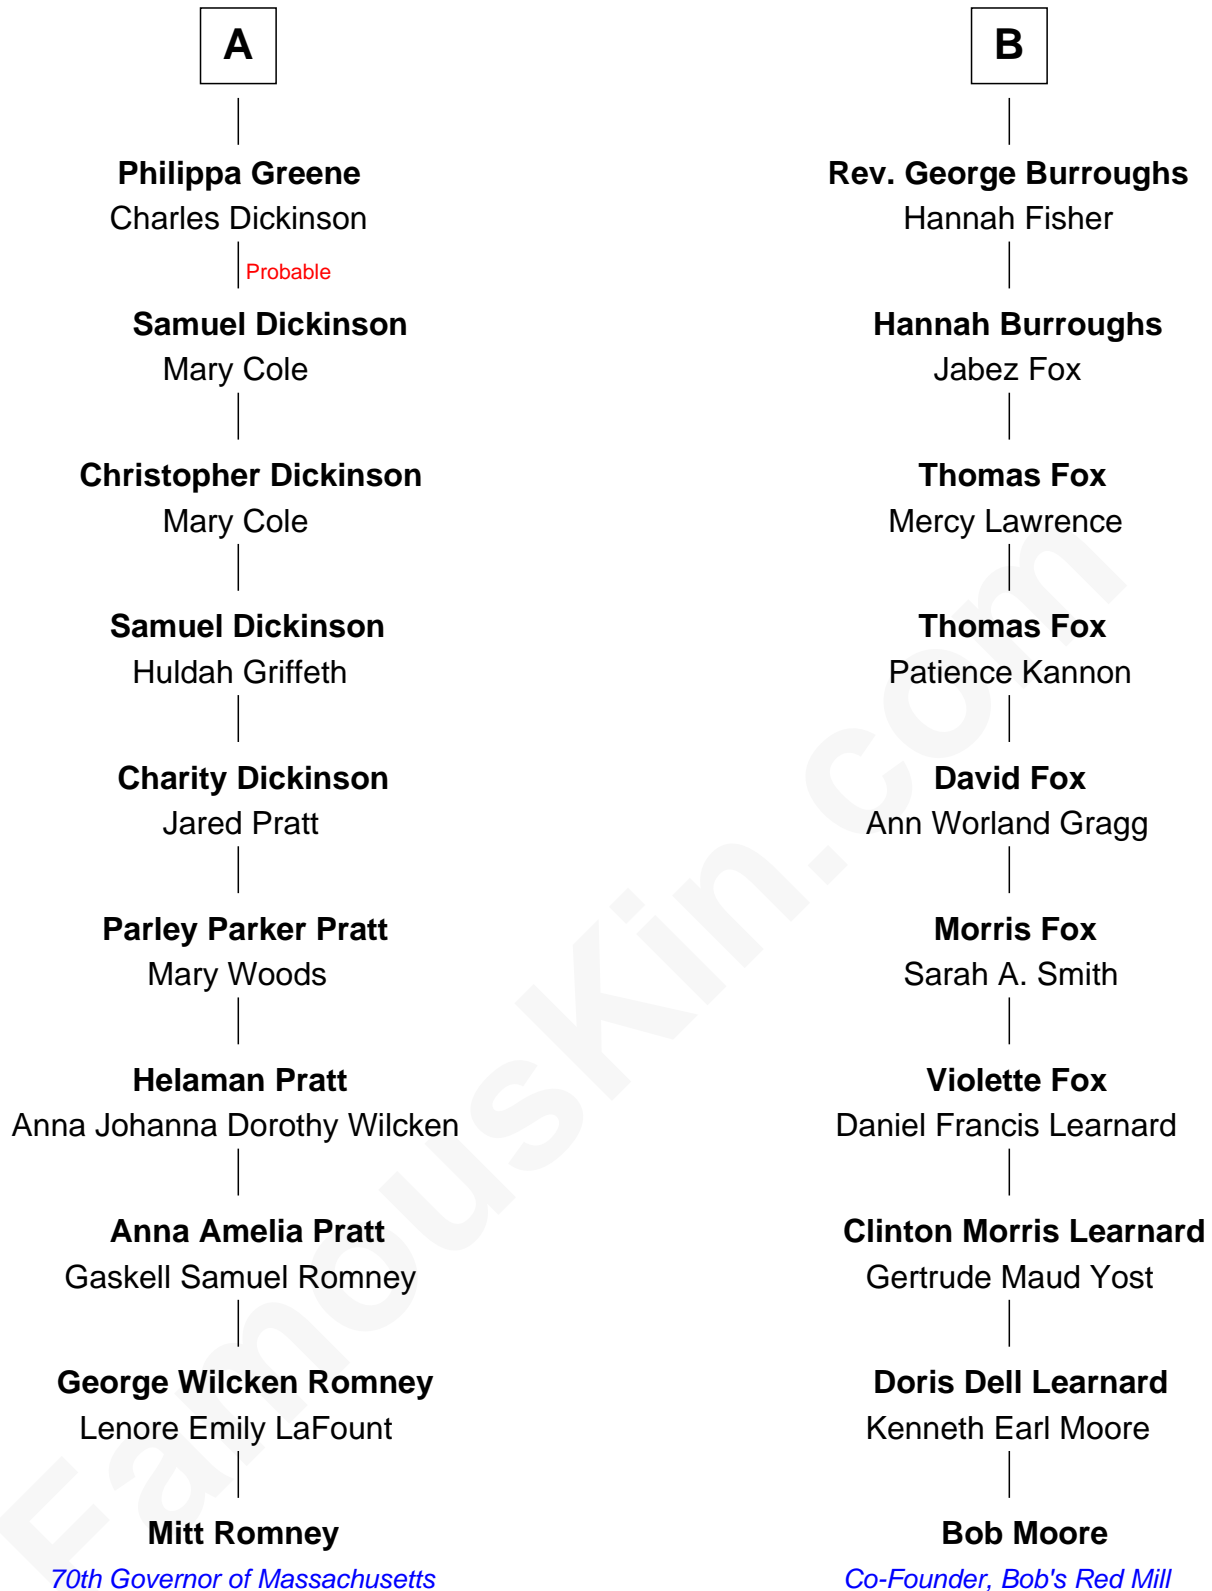 A
Philippa Greene
Charles Dickinson
Probable
Samuel Dickinson
Mary Cole
Christopher Dickinson
Mary Cole
Samuel Dickinson
Huldah Griffeth
Charity Dickinson
Jared Pratt
Parley Parker Pratt
Mary Woods
Helaman Pratt
Anna Johanna Dorothy Wilcken
Anna Amelia Pratt
Gaskell Samuel Romney
George Wilcken Romney
Lenore Emily LaFount
Mitt Romney
70th Governor of Massachusetts
B
Rev. George Burroughs
Hannah Fisher
Hannah Burroughs
Jabez Fox
Thomas Fox
Mercy Lawrence
Thomas Fox
Patience Kannon
David Fox
Ann Worland Gragg
Morris Fox
Sarah A. Smith
Violette Fox
Daniel Francis Learnard
Clinton Morris Learnard
Gertrude Maud Yost
Doris Dell Learnard
Kenneth Earl Moore
Bob Moore
Co-Founder, Bob's Red Mill
FamousKin.com